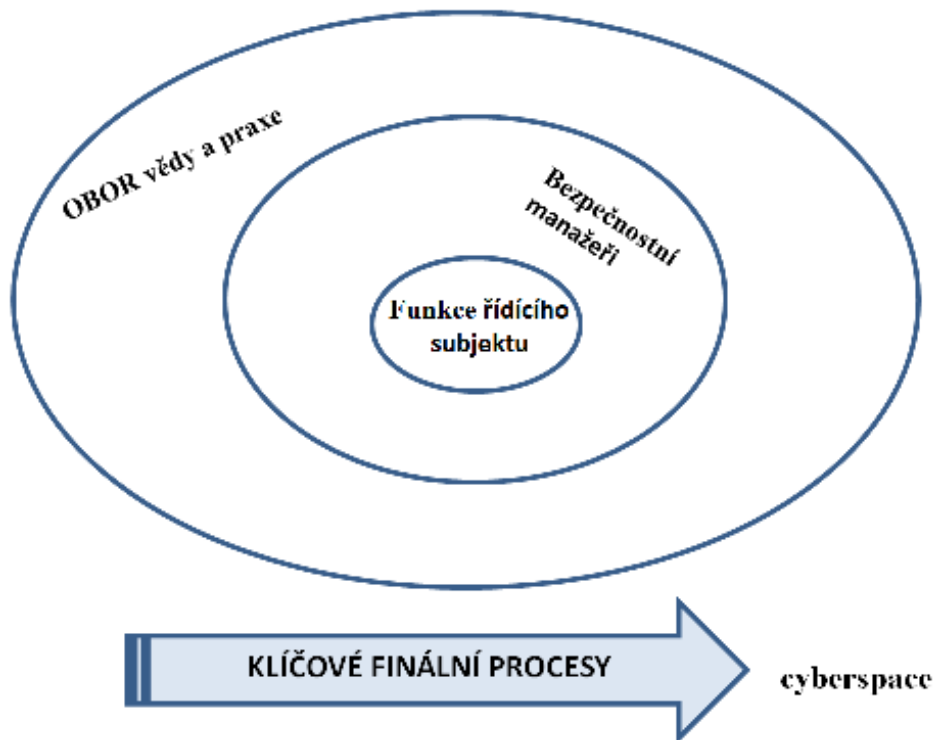 OBOR vědy a praxe
Bezpečnostní
manažeři
Funkce řídícího
subjektu
KLÍČOVÉ FINÁLNÍ PROCESY
cyberspace